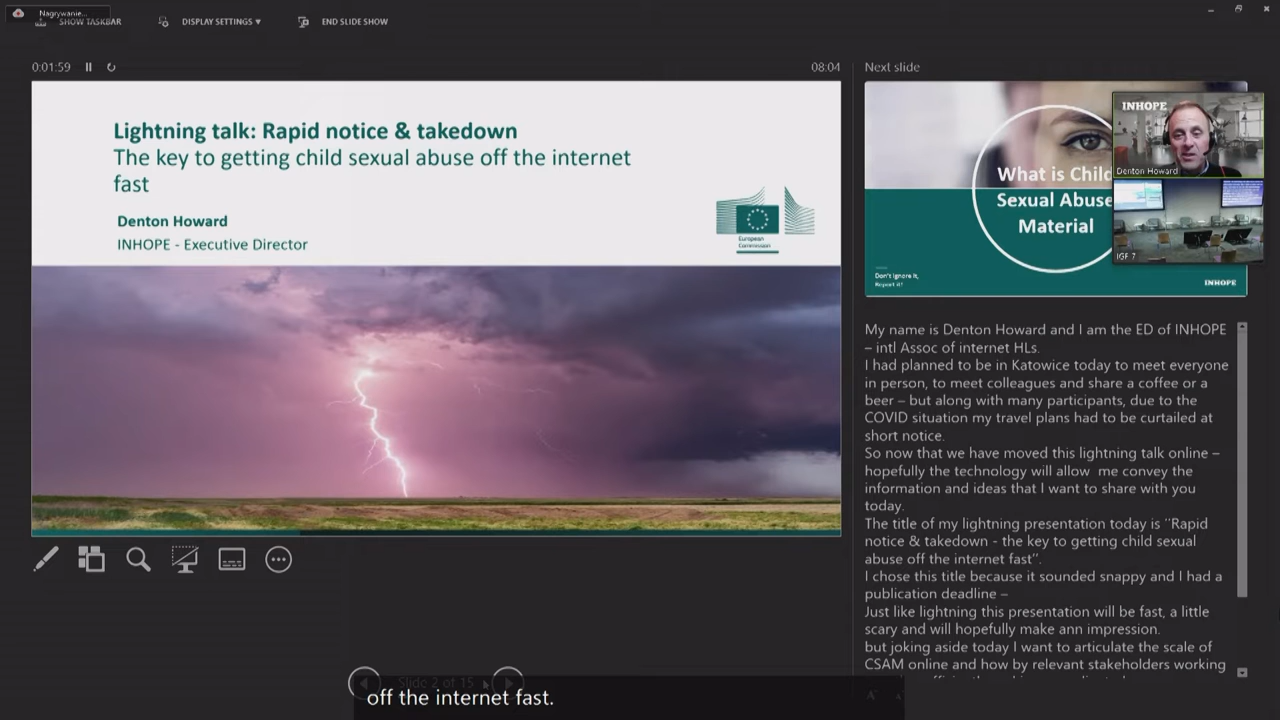 Nagrywanie...
SHOW TASKBAR
DISPLAY SETTINGS ▼
END SLIDE SHOW
0:01:59
08:04
Next slide
Lightning talk: Rapid notice & takedown
The key to getting child sexual abuse off the internet
fast
Denton Howard
INHOPE - Executive Director
European
Commission
What is Child
Sexual Abuse
Material
Don't Ignore It,
Report it!
INHOPE
INHOPE
Denton Howard
IGF 7
My name is Denton Howard and I am the ED of INHOPE
– intl Assoc of internet HLs.
I had planned to be in Katowice today to meet everyone
in person, to meet colleagues and share a coffee or a
beer – but along with many participants, due to the
COVID situation my travel plans had to be curtailed at
short notice.
So now that we have moved this lightning talk online –
hopefully the technology will allow me convey the
information and ideas that I want to share with you
today.
The title of my lightning presentation today is "Rapid
notice & takedown - the key to getting child sexual
abuse off the internet fast".
I chose this title because it sounded snappy and I had a
publication deadline –
Just like lightning this presentation will be fast, a little
scary and will hopefully make ann impression.
but joking aside today I want to articulate the scale of
CSAM online and how by relevant stakeholders working
Slide 2 of 15
off the internet fast.